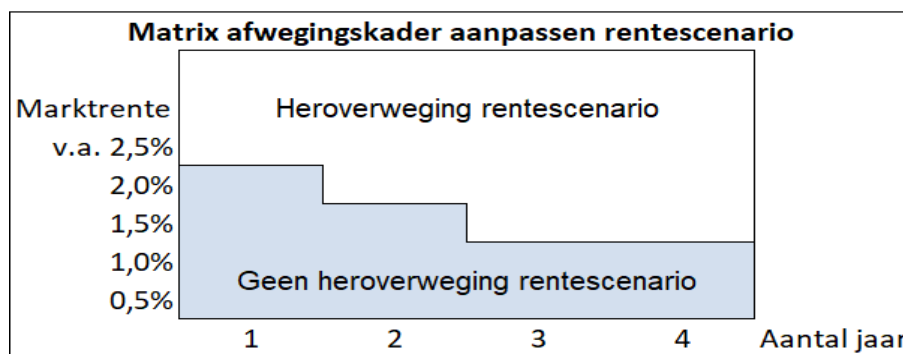 Matrix afwegingskader aanpassen rentescenario
Marktrente
Heroverweging rentescenario
v.a. 2,5%
2,0%
1,5%
1,0%
0,5%
Geen heroverweging rentescenario
1 2 3 4 Aantal jaar